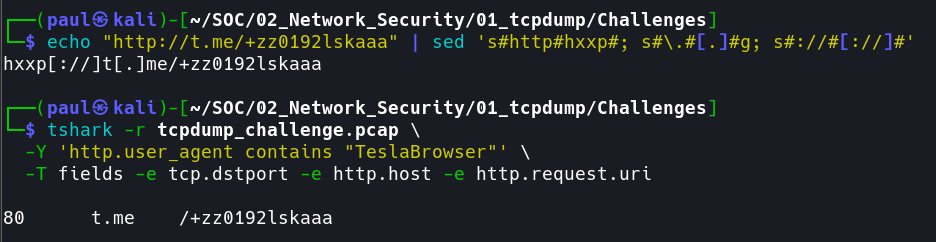 ┌──(paul㉿kali)-[~/SOC/02_Network_Security/01_tcpdump/Challenges]
└─$ echo "http://t.me/+zz0192lskaaa" | sed 's#http#hxxp#; s#\.#[.]#g; s#://#[://]#'
hxxp[://]t[.]me/+zz0192lskaaa
┌──(paul㉿kali)-[~/SOC/02_Network_Security/01_tcpdump/Challenges]
└─$ tshark -r tcpdump_challenge.pcap \
  -Y 'http.user_agent contains "TeslaBrowser"' \
  -T fields -e tcp.dstport -e http.host -e http.request.uri
80      t.me    /+zz0192lskaaa